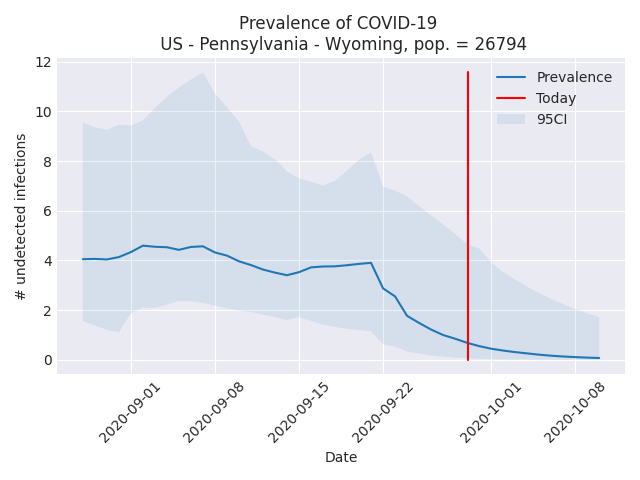 Prevalence of COVID-19
US - Pennsylvania - Wyoming, pop. = 26794
# undetected infections
12
10
8
6
4
2
0
Prevalence
Today
95CI
2020-09-01
2020-09-08
2020-09-15
2020-09-22
2020-10-01
2020-10-08
Date